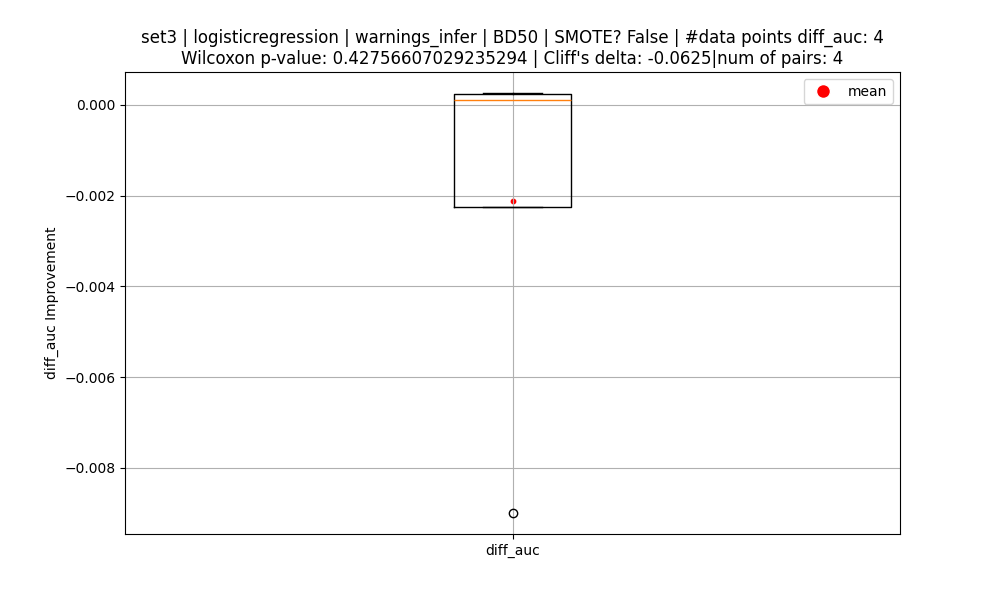 set3 | logisticregression | warnings_infer | BD50 | SMOTE? False | #data points diff_auc: 4
Wilcoxon p-value: 0.42756607029235294 | Cliff's delta: -0.0625|num of pairs: 4
mean
0.000
−0.002
−0.004
−0.006
−0.008
diff_auc Improvement
diff_auc